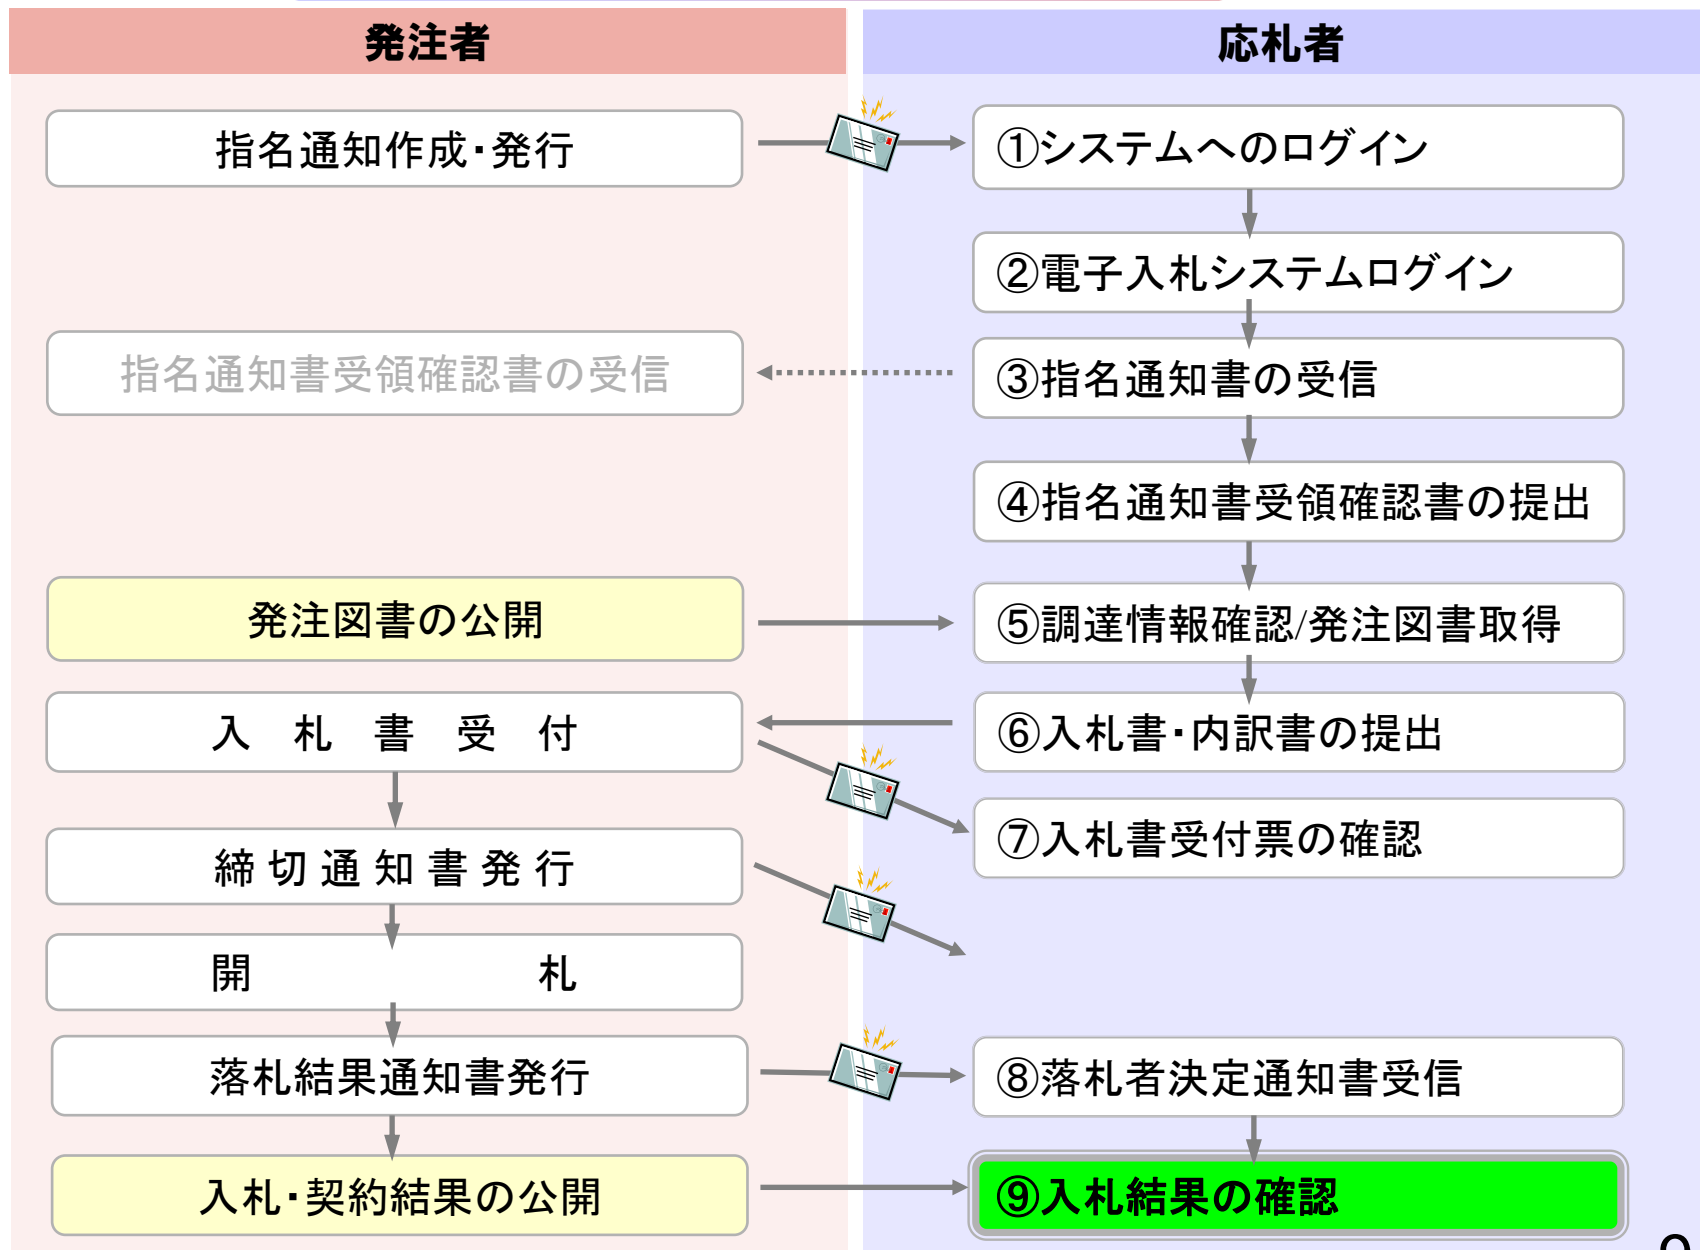 発注者
応札者
指名通知作成・発行
①システムへのログイン
②電子入札システムログイン
指名通知書受領確認書の受信
③指名通知書の受信
④指名通知書受領確認書の提出
発注図書の公開
⑤調達情報確認/発注図書取得
入 札 書 受 付
⑥入札書・内訳書の提出
⑦入札書受付票の確認
締 切 通 知 書 発 行
開 札
落札結果通知書発行
⑧落札者決定通知書受信
入札・契約結果の公開
⑨入札結果の確認